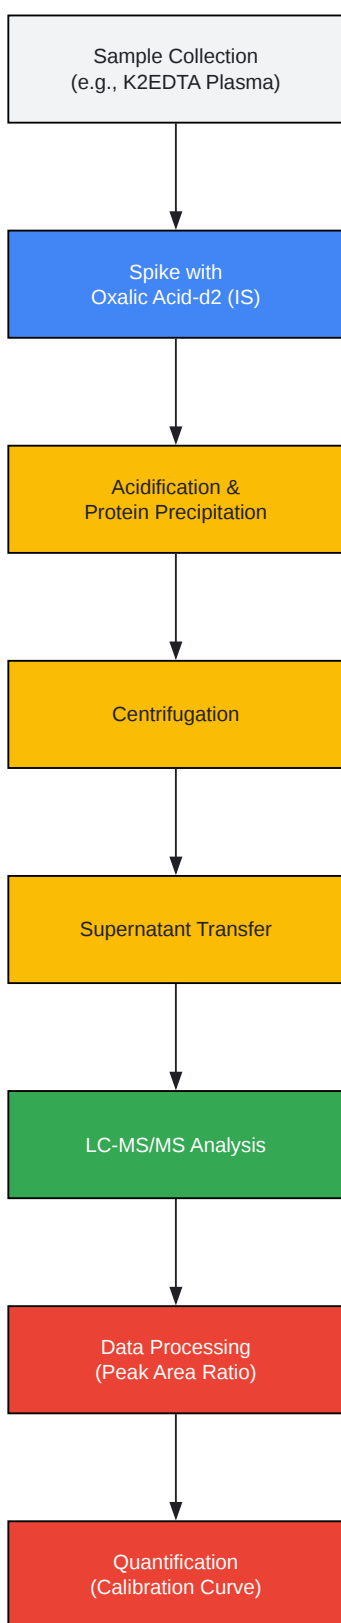 Sample Collection
(e.g., K2EDTA Plasma)
Spike with
Oxalic Acid-d2 (IS)
Acidification &
Protein Precipitation
Centrifugation
Supernatant Transfer
LC-MS/MS Analysis
Data Processing
(Peak Area Ratio)
Quantification
(Calibration Curve)